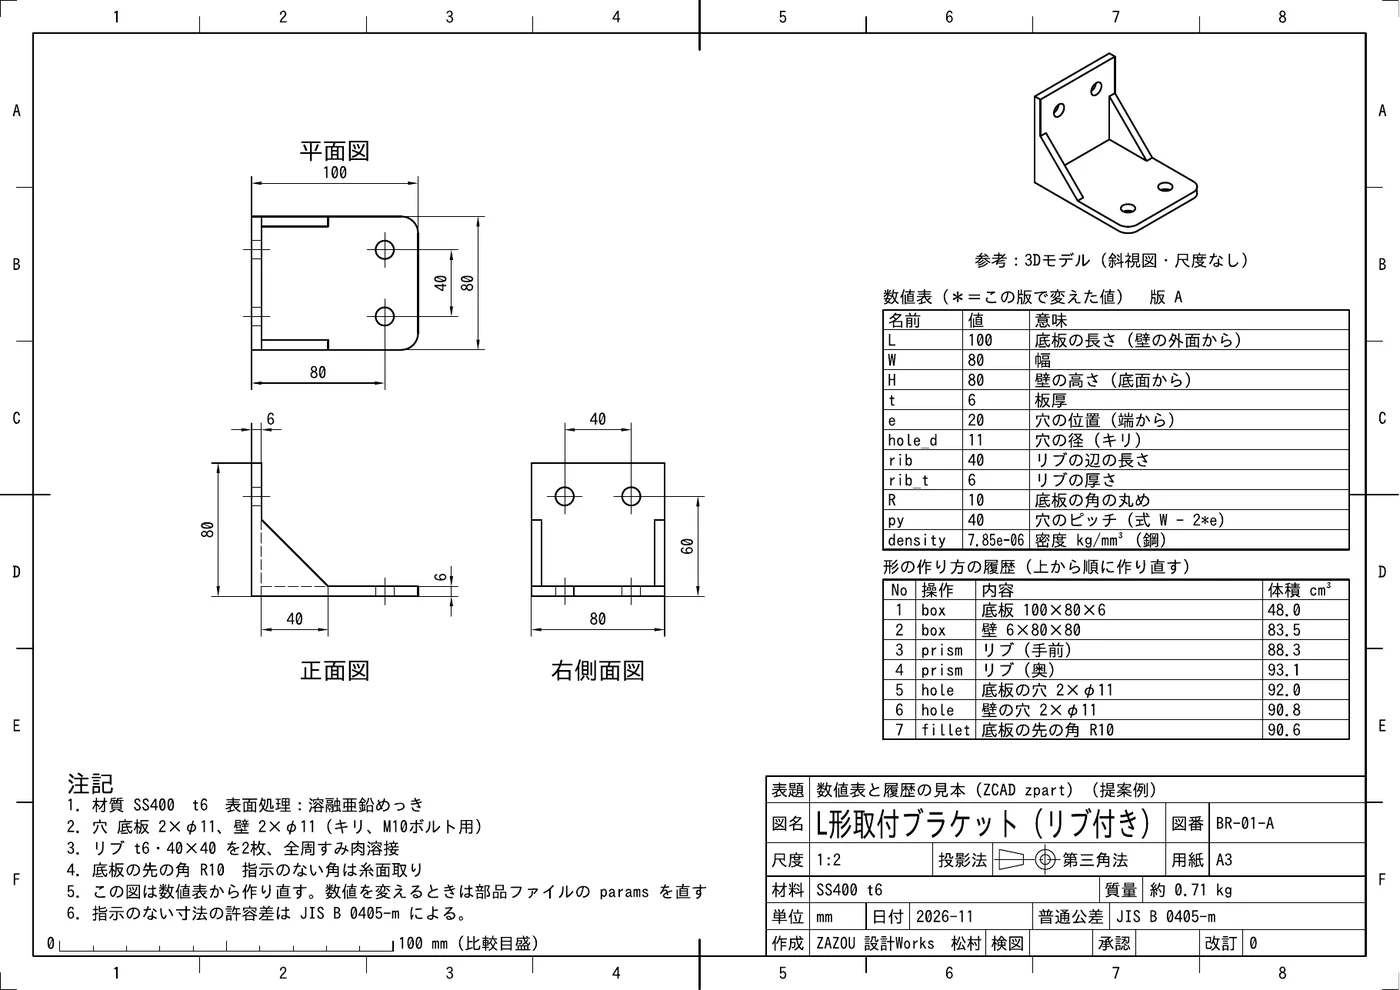 1 2 3 4 5 6 7 8
A A
B B
C C
D D
E E
F F
平面図
100
40
80
80
6
80
40
6
正面図
40
60
80
右側面図
参考：3Dモデル（斜視図・尺度なし）
数値表（＊＝この版で変えた値）　版 A
名前 値 意味
L 100 底板の長さ（壁の外面から）
W 80 幅
H 80 壁の高さ（底面から）
t 6 板厚
e 20 穴の位置（端から）
hole_d 11 穴の径（キリ）
rib 40 リブの辺の長さ
rib_t 6 リブの厚さ
R 10 底板の角の丸め
py 40 穴のピッチ（式 W - 2*e）
density 7.85e-06 密度 kg/mm³（鋼）
形の作り方の履歴（上から順に作り直す）
No 操作 内容 体積 cm³
1 box 底板 100×80×6 48.0
2 box 壁 6×80×80 83.5
3 prism リブ（手前） 88.3
4 prism リブ（奥） 93.1
5 hole 底板の穴 2×φ11 92.0
6 hole 壁の穴 2×φ11 90.8
7 fillet 底板の先の角 R10 90.6
注記
1. 材質 SS400　t6　表面処理：溶融亜鉛めっき
2. 穴 底板 2×φ11、壁 2×φ11（キリ、M10ボルト用）
3. リブ t6・40×40 を2枚、全周すみ肉溶接
4. 底板の先の角 R10　指示のない角は糸面取り
5. この図は数値表から作り直す。数値を変えるときは部品ファイルの params を直す
6. 指示のない寸法の許容差は JIS B 0405-m による。
0 100 mm（比較目盛）
表題 数値表と履歴の見本（ZCAD zpart）（提案例）
図名 L形取付ブラケット（リブ付き） 図番 BR-01-A
尺度 1:2 投影法 第三角法 用紙 A3
材料 SS400 t6 質量 約 0.71 kg
単位 mm 日付 2026-11 普通公差 JIS B 0405-m
作成 ZAZOU 設計Works　松村 検図 承認 改訂 0
1 2 3 4 5 6 7 8